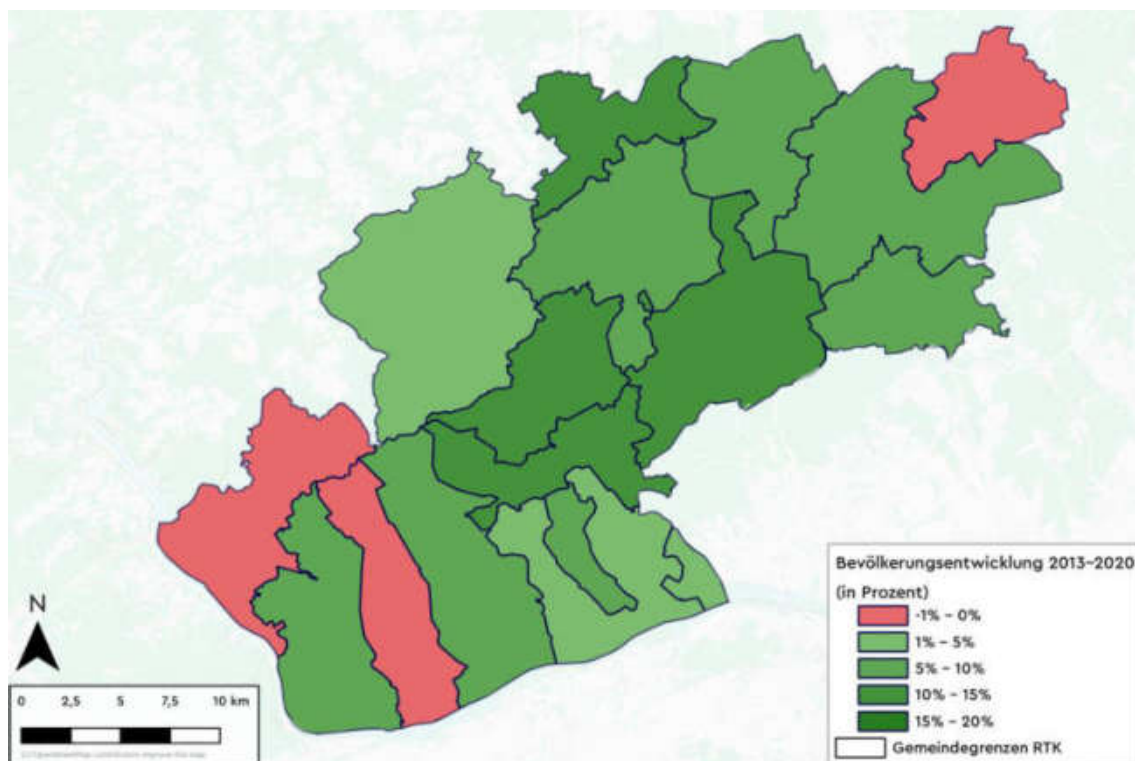 Bevölkerungsentwicklung 2013–2020
(in Prozent)
-1% – 0%
1% – 5%
5% – 10%
10% – 15%
15% – 20%
Gemeindegrenzen RTK
N
0 2,5 5 7,5 10 km